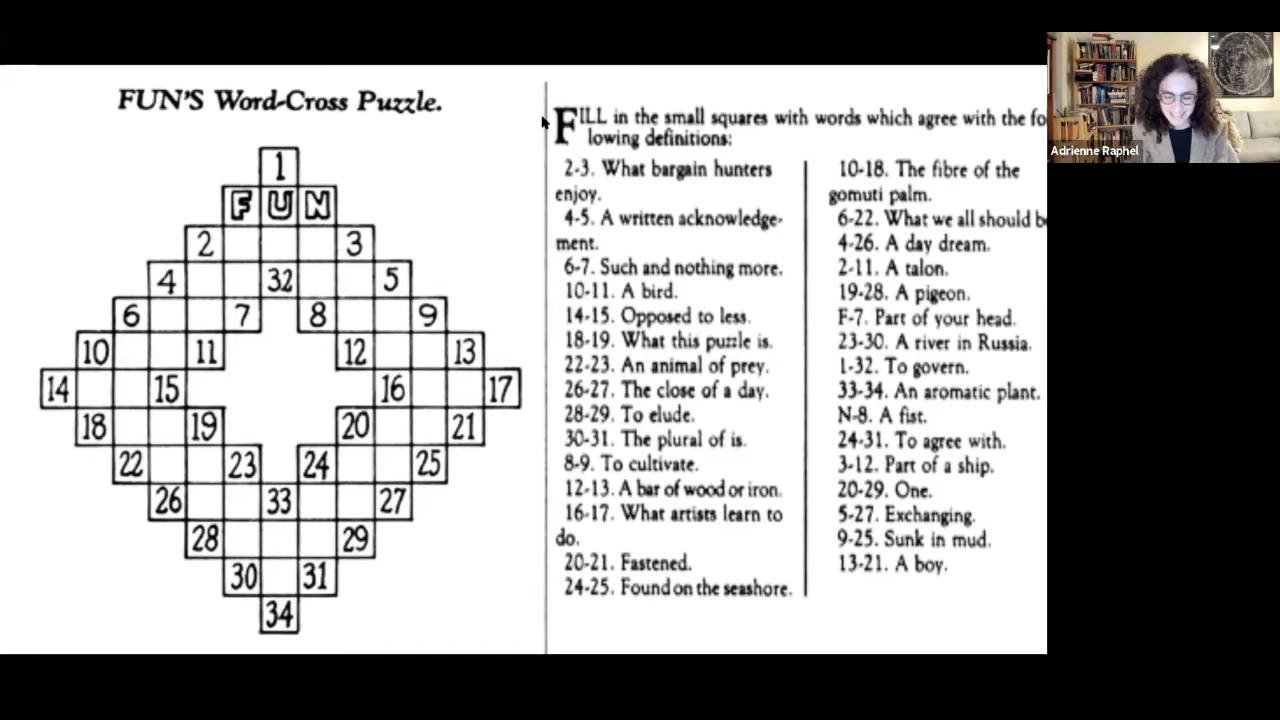 FUN'S Word-Cross Puzzle.
1
F U N
2 3
4 32 5
6 7 8 9
10 11 12 13
14 15 16 17
18 19 20 21
22 23 24 25
26 33 27
28 29
30 31
34
FILL in the small squares with words which agree with the fo
lowing definitions:
2-3. What bargain hunters
enjoy.
4-5. A written acknowledge-
ment.
6-7. Such and nothing more.
10-11. A bird.
14-15. Opposed to less.
18-19. What this puzzle is.
22-23. An animal of prey.
26-27. The close of a day.
28-29. To elude.
30-31. The plural of is.
8-9. To cultivate.
12-13. A bar of wood or iron.
16-17. What artists learn to
do.
20-21. Fastened.
24-25. Found on the seashore.
10-18. The fibre of the
gomuti palm.
6-22. What we all should be
4-26. A day dream.
2-11. A talon.
19-28. A pigeon.
F-7. Part of your head.
23-30. A river in Russia.
1-32. To govern.
33-34. An aromatic plant.
N-8. A fist.
24-31. To agree with.
3-12. Part of a ship.
20-29. One.
5-27. Exchanging.
9-25. Sunk in mud.
13-21. A boy.
Adrienne Raphel